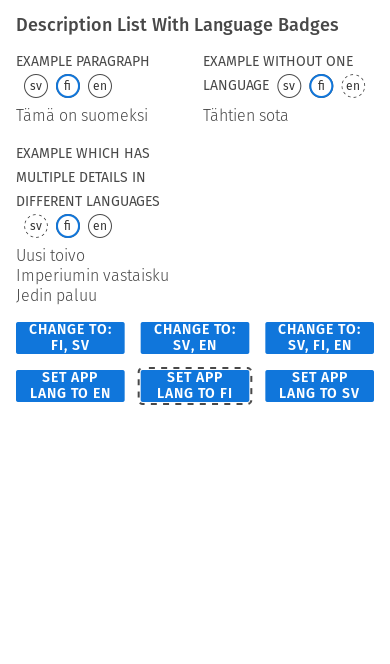 Description List With Language Badges
EXAMPLE PARAGRAPH
sv fi en
Tämä on suomeksi
EXAMPLE WITHOUT ONE
LANGUAGE sv fi en
Tähtien sota
EXAMPLE WHICH HAS
MULTIPLE DETAILS IN
DIFFERENT LANGUAGES
sv fi en
Uusi toivo
Imperiumin vastaisku
Jedin paluu
CHANGE TO:
FI, SV
CHANGE TO:
SV, EN
CHANGE TO:
SV, FI, EN
SET APP
LANG TO EN
SET APP
LANG TO FI
SET APP
LANG TO SV